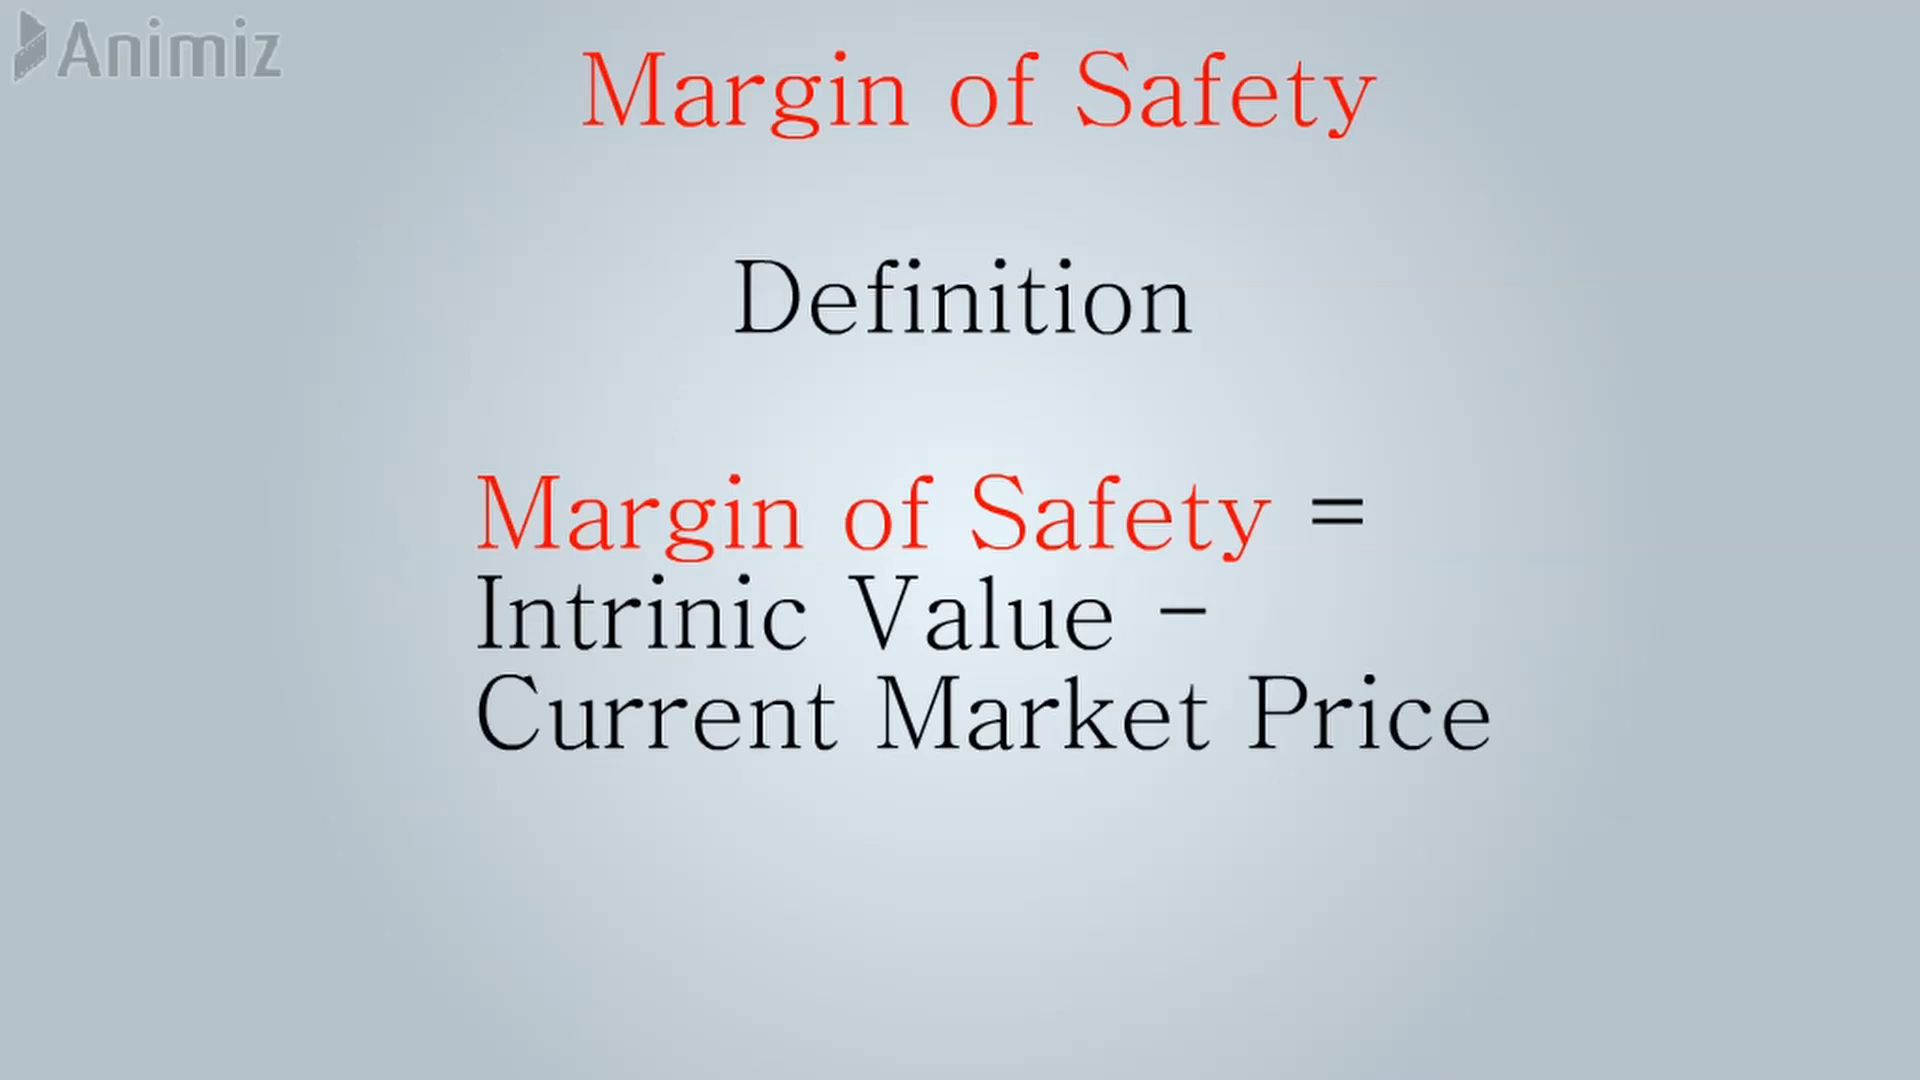 Animiz
Margin of Safety
Definition
Margin of Safety =
Intrinic Value -
Current Market Price